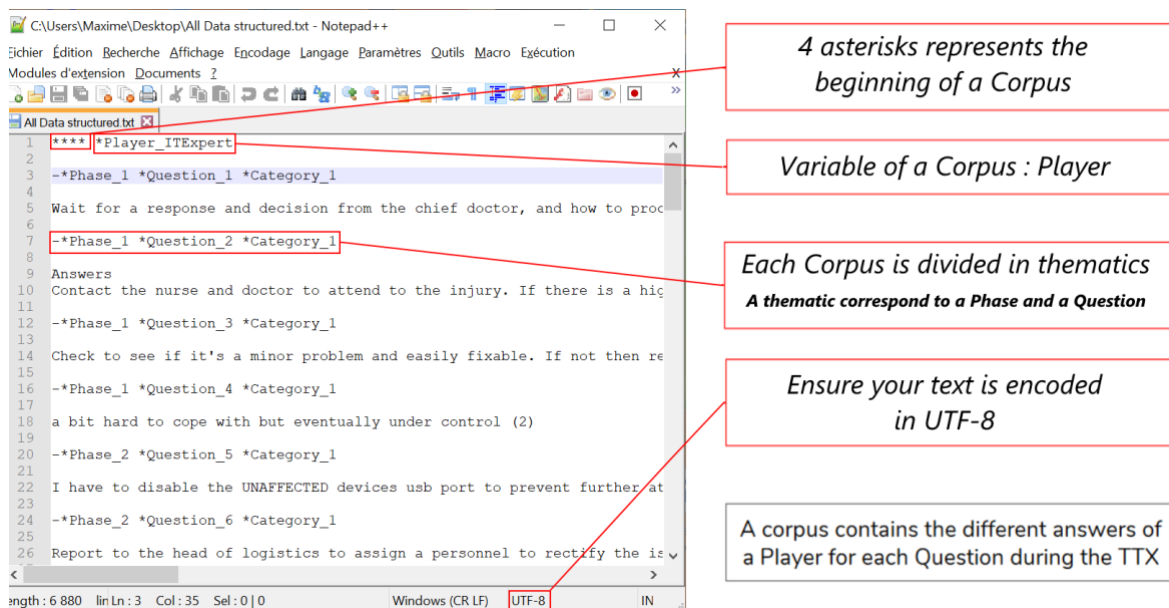 C:\Users\Maxime\Desktop\All Data structured.txt - Notepad++
Fichier Édition Recherche Affichage Encodage Langage Paramètres Outils Macro Exécution
Modules d'extension Documents ?
X
All Data structured.txt
1 **** *Player_ITExpert
2
3 -*Phase_1 *Question_1 *Category_1
4
5 Wait for a response and decision from the chief doctor, and how to proc
6
7 -*Phase_1 *Question_2 *Category_1
8
9 Answers
10 Contact the nurse and doctor to attend to the injury. If there is a hig
11
12 -*Phase_1 *Question_3 *Category_1
13
14 Check to see if it's a minor problem and easily fixable. If not then re
15
16 -*Phase_1 *Question_4 *Category_1
17
18 a bit hard to cope with but eventually under control (2)
19
20 -*Phase_2 *Question_5 *Category_1
21
22 I have to disable the UNAFFECTED devices usb port to prevent further at
23
24 -*Phase_2 *Question_6 *Category_1
25
26 Report to the head of logistics to assign a personnel to rectify the is
ength : 6 880 lin Ln : 3 Col : 35 Sel : 0 | 0 Windows (CR LF) UTF-8 IN
4 asterisks represents the
beginning of a Corpus
Variable of a Corpus : Player
Each Corpus is divided in thematics
A thematic correspond to a Phase and a Question
Ensure your text is encoded
in UTF-8
A corpus contains the different answers of
a Player for each Question during the TTX